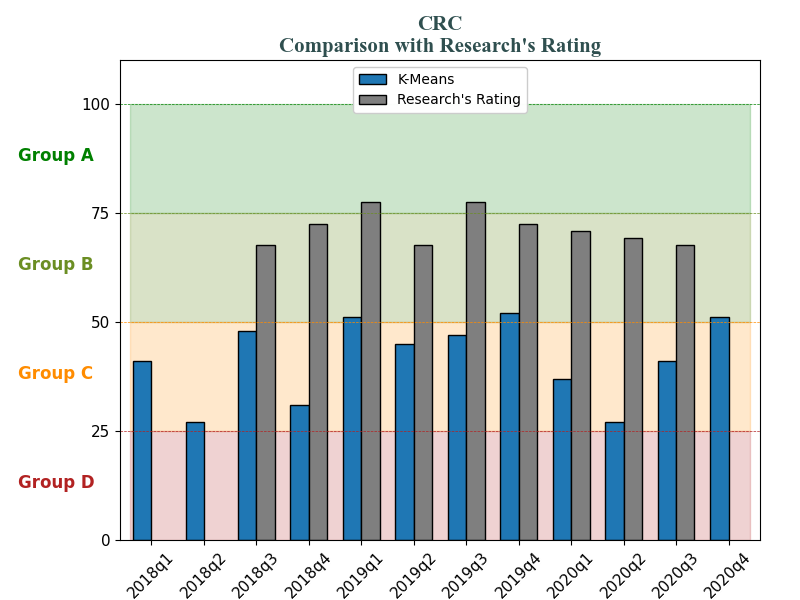 CRC
Comparison with Research's Rating
K-Means
Research's Rating
100
Group A
75
Group B
50
Group C
25
Group D
0
2018q1
2018q2
2018q3
2018q4
2019q1
2019q2
2019q3
2019q4
2020q1
2020q2
2020q3
2020q4